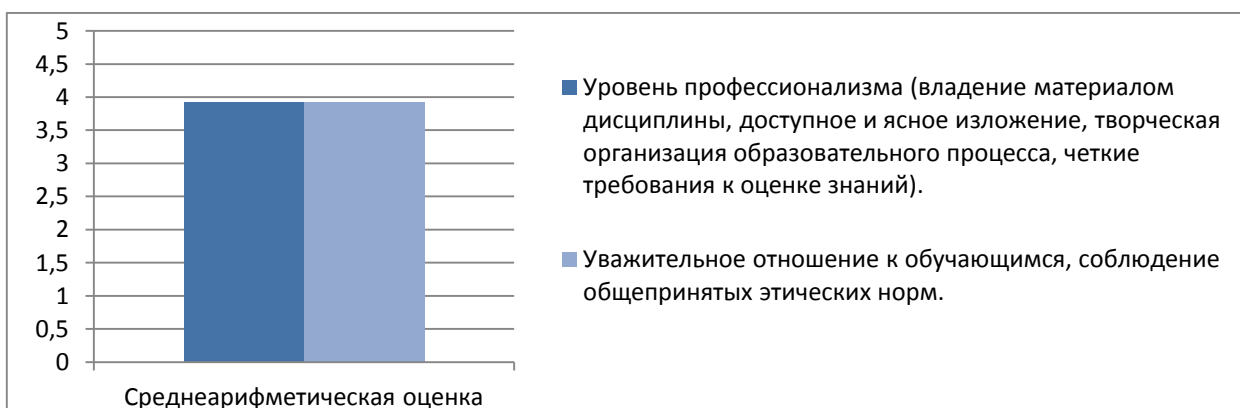 5
4,5
4
3,5
3
2,5
2
1,5
1
0,5
0
Среднеарифметическая оценка
Уровень профессионализма (владение материалом
дисциплины, доступное и ясное изложение, творческая
организация образовательного процесса, четкие
требования к оценке знаний).
Уважительное отношение к обучающимся, соблюдение
общепринятых этических норм.